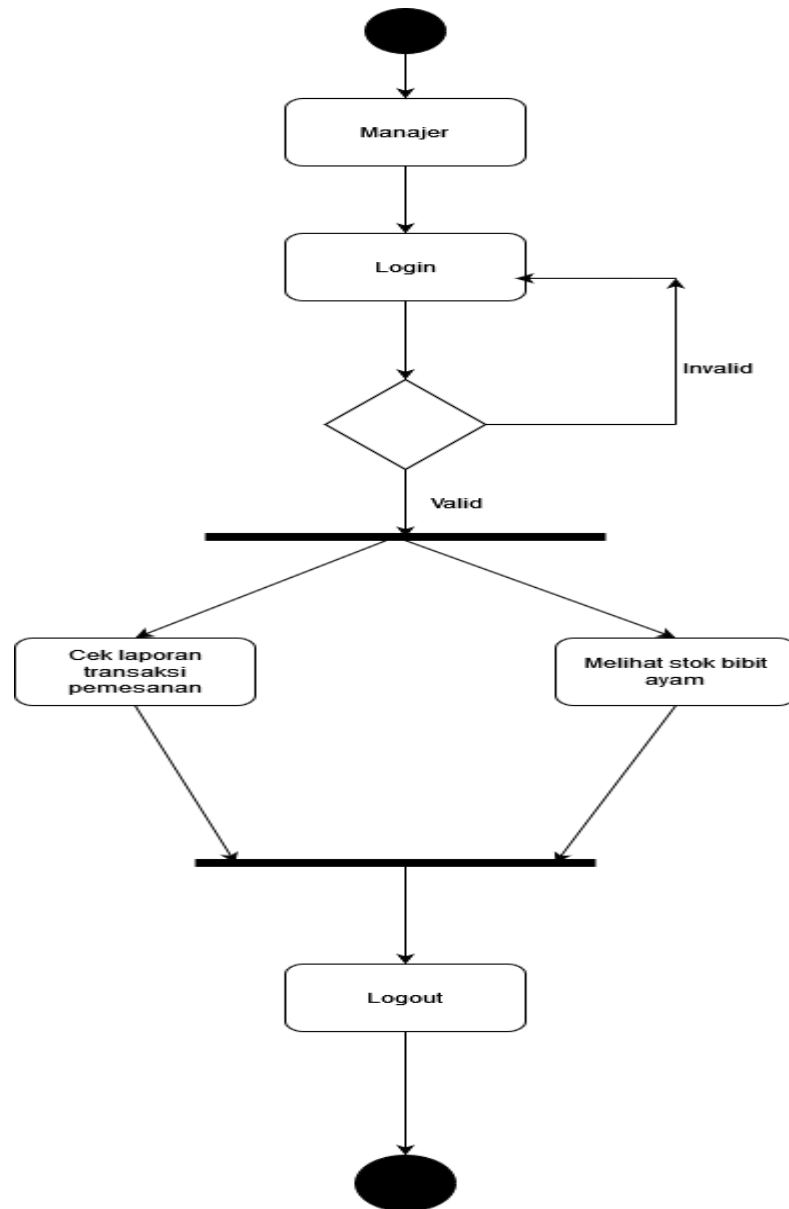 Manajer
Login
Invalid
Valid
Cek laporan
transaksi
pemesanan
Melihat stok bibit
ayam
Logout